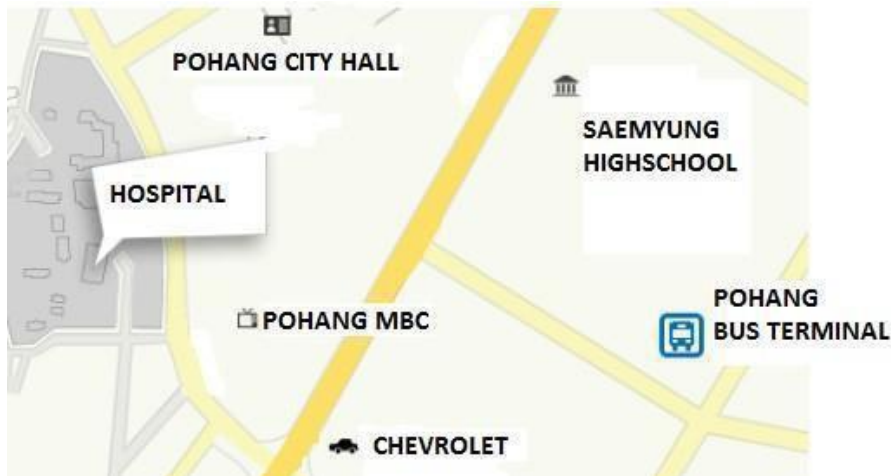 POHANG CITY HALL
SAEMYUNG
HIGHSCHOOL
HOSPITAL
POHANG
BUS TERMINAL
POHANG MBC
CHEVROLET